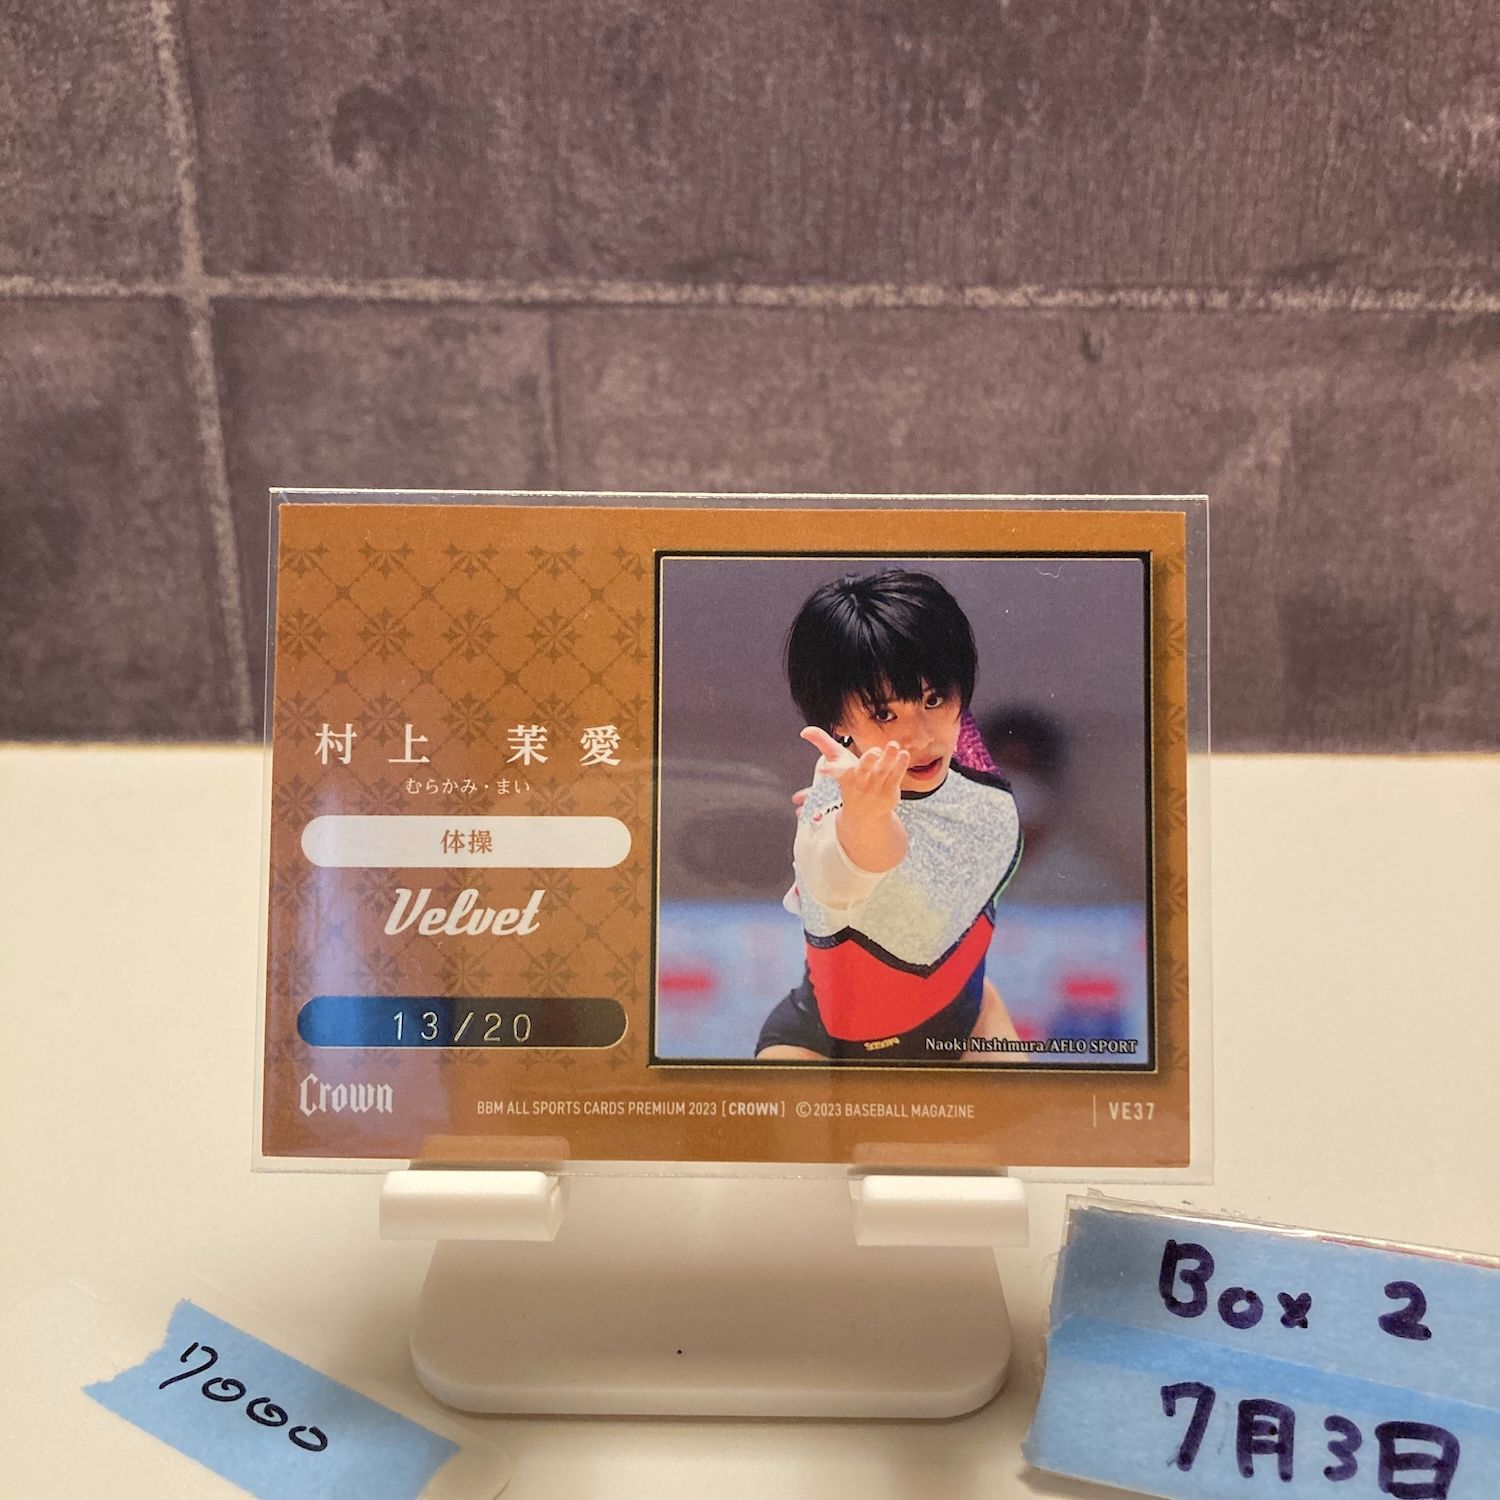 村上 茉愛
むらかみ・まい
体操
Velvet
13/20
Crown
Naoki Nishimura/AFLO SPORT
BBM ALL SPORTS CARDS PREMIUM 2023 [CROWN] ©2023 BASEBALL MAGAZINE
VE37
7000
Box 2
7月3日